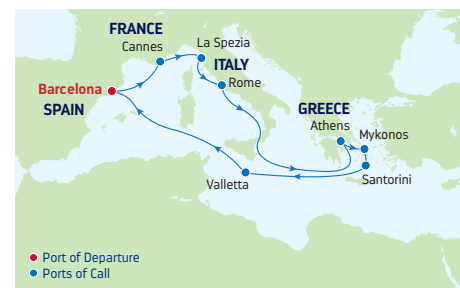 FRANCE
Cannes
La Spezia
ITALY
Rome
Barcelona
SPAIN
GREECE
Athens
Mykonos
Santorini
Valletta
Port of Departure
Ports of Call